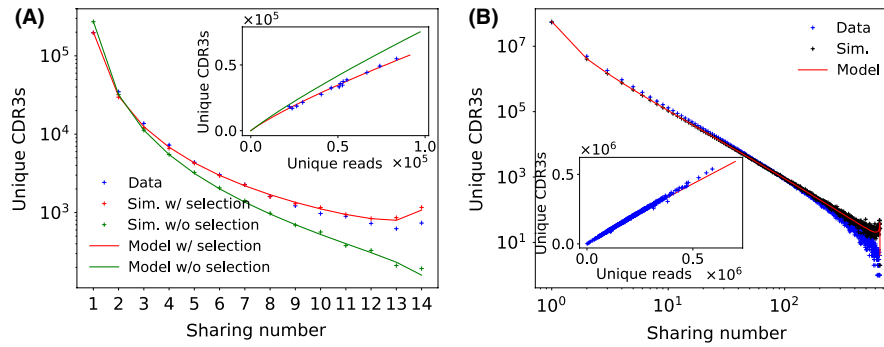 (A)
Unique CDR3s
10^5
10^4
10^3
×10^5
Unique CDR3s
0.5
0.0
0.0
0.5
1.0
Unique reads
×10^5
Data
Sim. w/ selection
Sim. w/o selection
Model w/ selection
Model w/o selection
1 2 3 4 5 6 7 8 9 10 11 12 13 14
Sharing number
(B)
Unique CDR3s
10^7
10^5
10^3
10^1
Data
Sim.
Model
×10^6
Unique CDR3s
0.5
0.0
0.0
0.5
Unique reads
×10^6
10^0 10^1 10^2
Sharing number